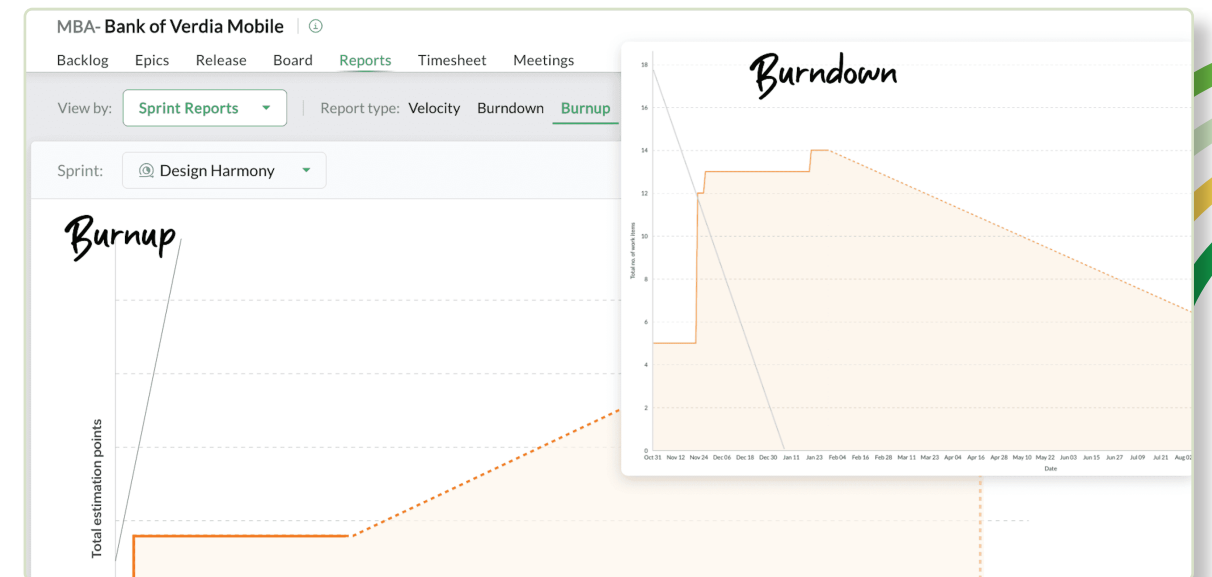 MBA- Bank of Verdia Mobile
Backlog Epics Release Board Reports Timesheet Meetings
View by: Sprint Reports Report type: Velocity Burndown Burnup
Sprint: Design Harmony
Burnup
Total estimation points
Burndown
18
16
14
12
10
8
6
4
2
0
Total no. of work items
Oct 31 Nov 12 Nov 24 Dec 06 Dec 18 Dec 30 Jan 11 Jan 23 Feb 04 Feb 16 Feb 28 Mar 11 Mar 23 Apr 04 Apr 16 Apr 28 May 10 May 22 Jun 03 Jun 15 Jun 27 Jul 09 Jul 21 Aug 02
Date